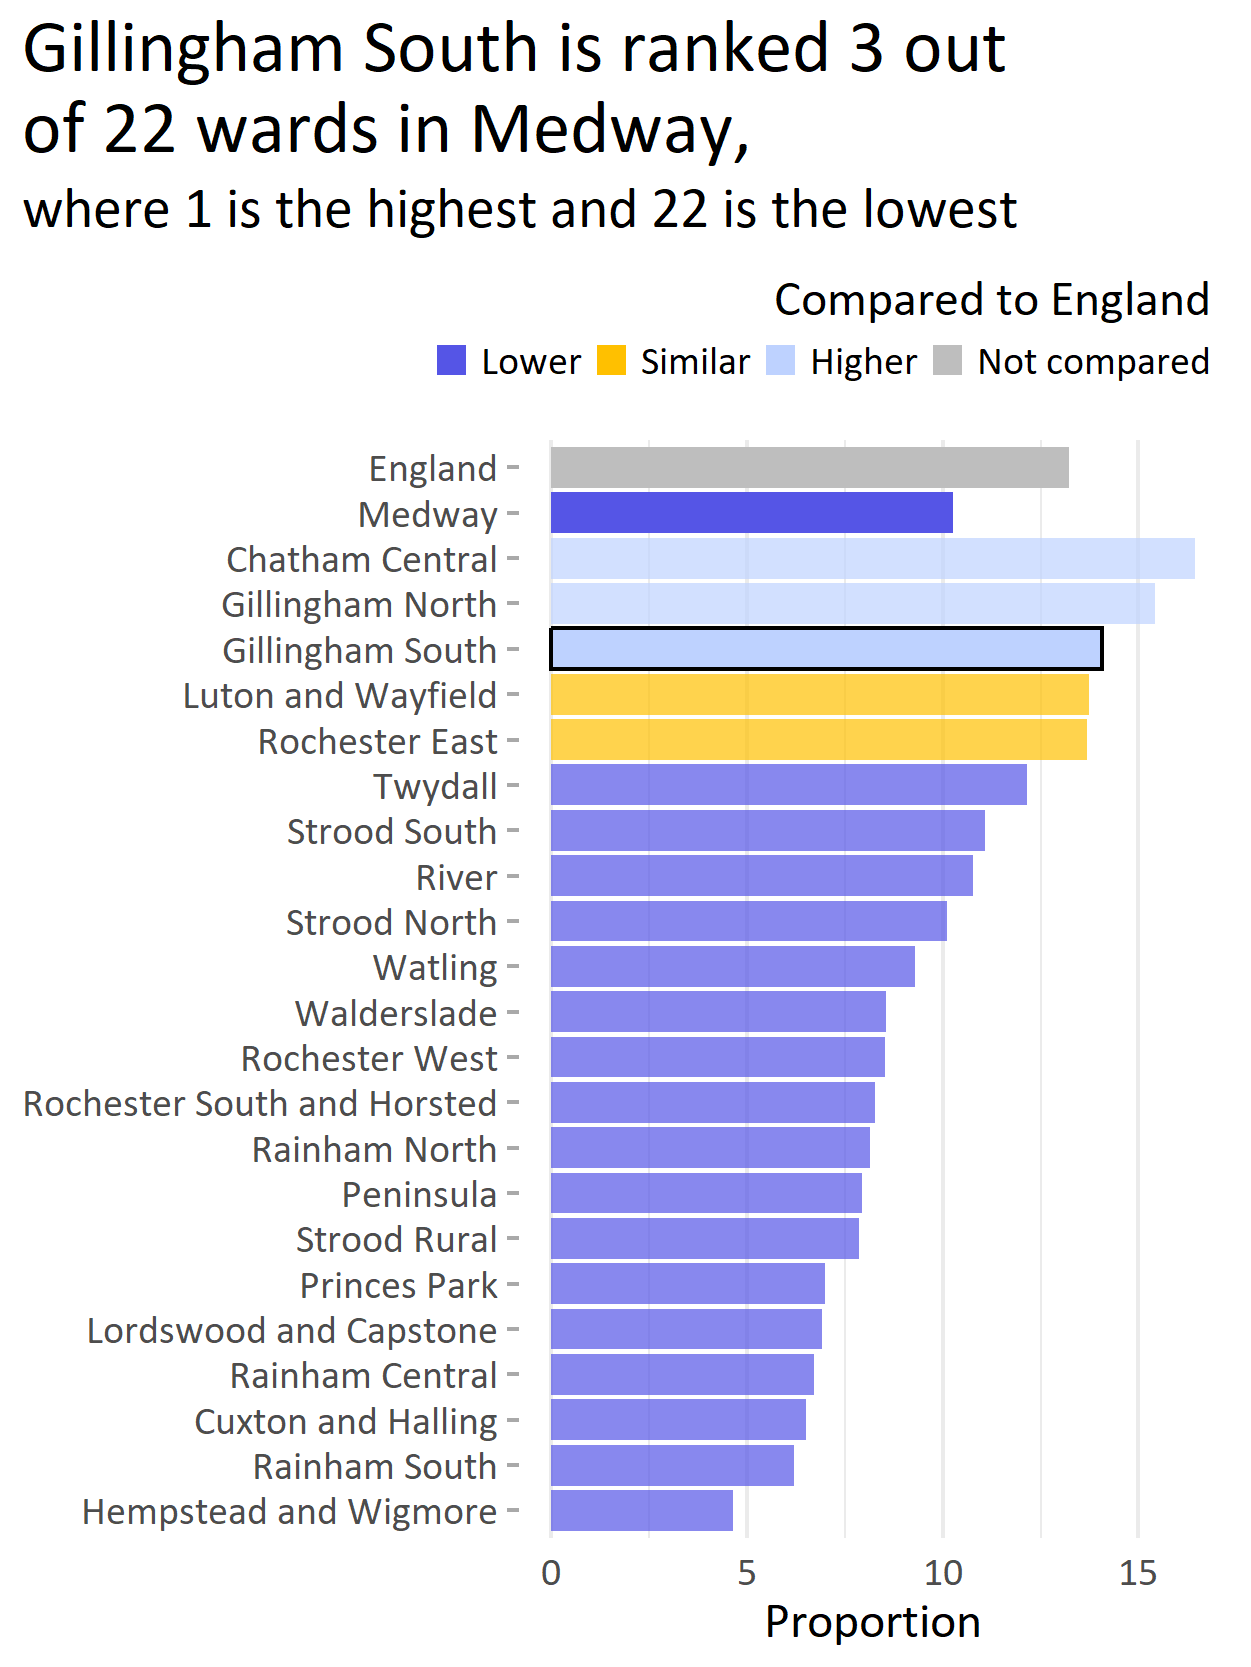 Gillingham South is ranked 3 out
of 22 wards in Medway,
where 1 is the highest and 22 is the lowest
Compared to England
Lower Similar Higher Not compared
England
Medway
Chatham Central
Gillingham North
Gillingham South
Luton and Wayfield
Rochester East
Twydall
Strood South
River
Strood North
Watling
Walderslade
Rochester West
Rochester South and Horsted
Rainham North
Peninsula
Strood Rural
Princes Park
Lordswood and Capstone
Rainham Central
Cuxton and Halling
Rainham South
Hempstead and Wigmore
0 5 10 15
Proportion